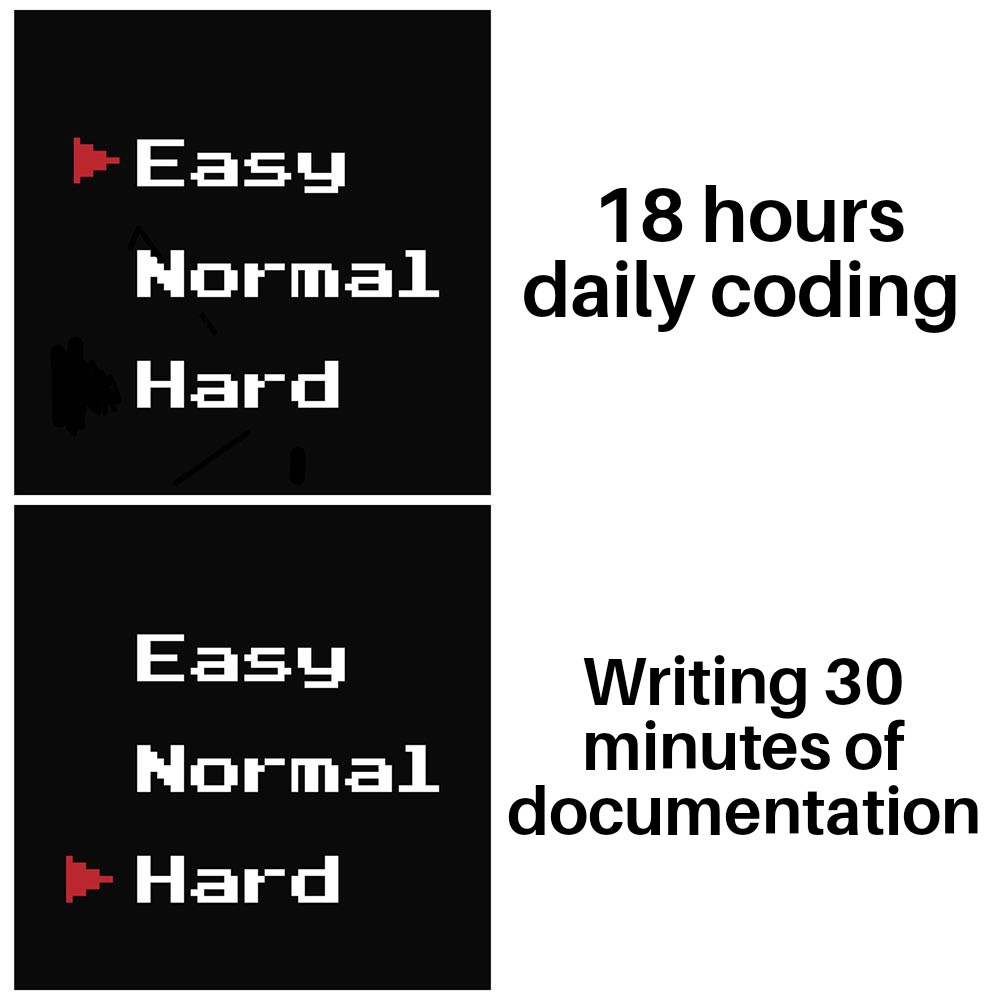 Easy
Normal
Hard
18 hours
daily coding
Easy
Normal
Hard
Writing 30
minutes of
documentation